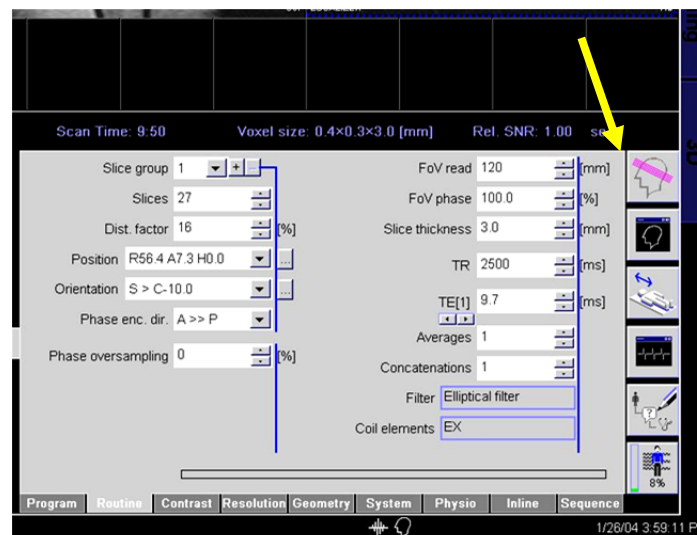 Scan Time: 9:50 Voxel size: 0.4×0.3×3.0 [mm] Rel. SNR: 1.00 se
Slice group 1 + ...
Slices 27
Dist. factor 16 [%]
Position R56.4 A7.3 H0.0 ...
Orientation S > C-10.0 ...
Phase enc. dir. A >> P
Phase oversampling 0 [%]
FoV read 120 [mm]
FoV phase 100.0 [%]
Slice thickness 3.0 [mm]
TR 2500 [ms]
TE[1] 9.7 [ms]
Averages 1
Concatenations 1
Filter Elliptical filter
Coil elements EX
?
8%
Program Routine Contrast Resolution Geometry System Physio Inline Sequence
1/26/04 3:59:11 P
ng
3D